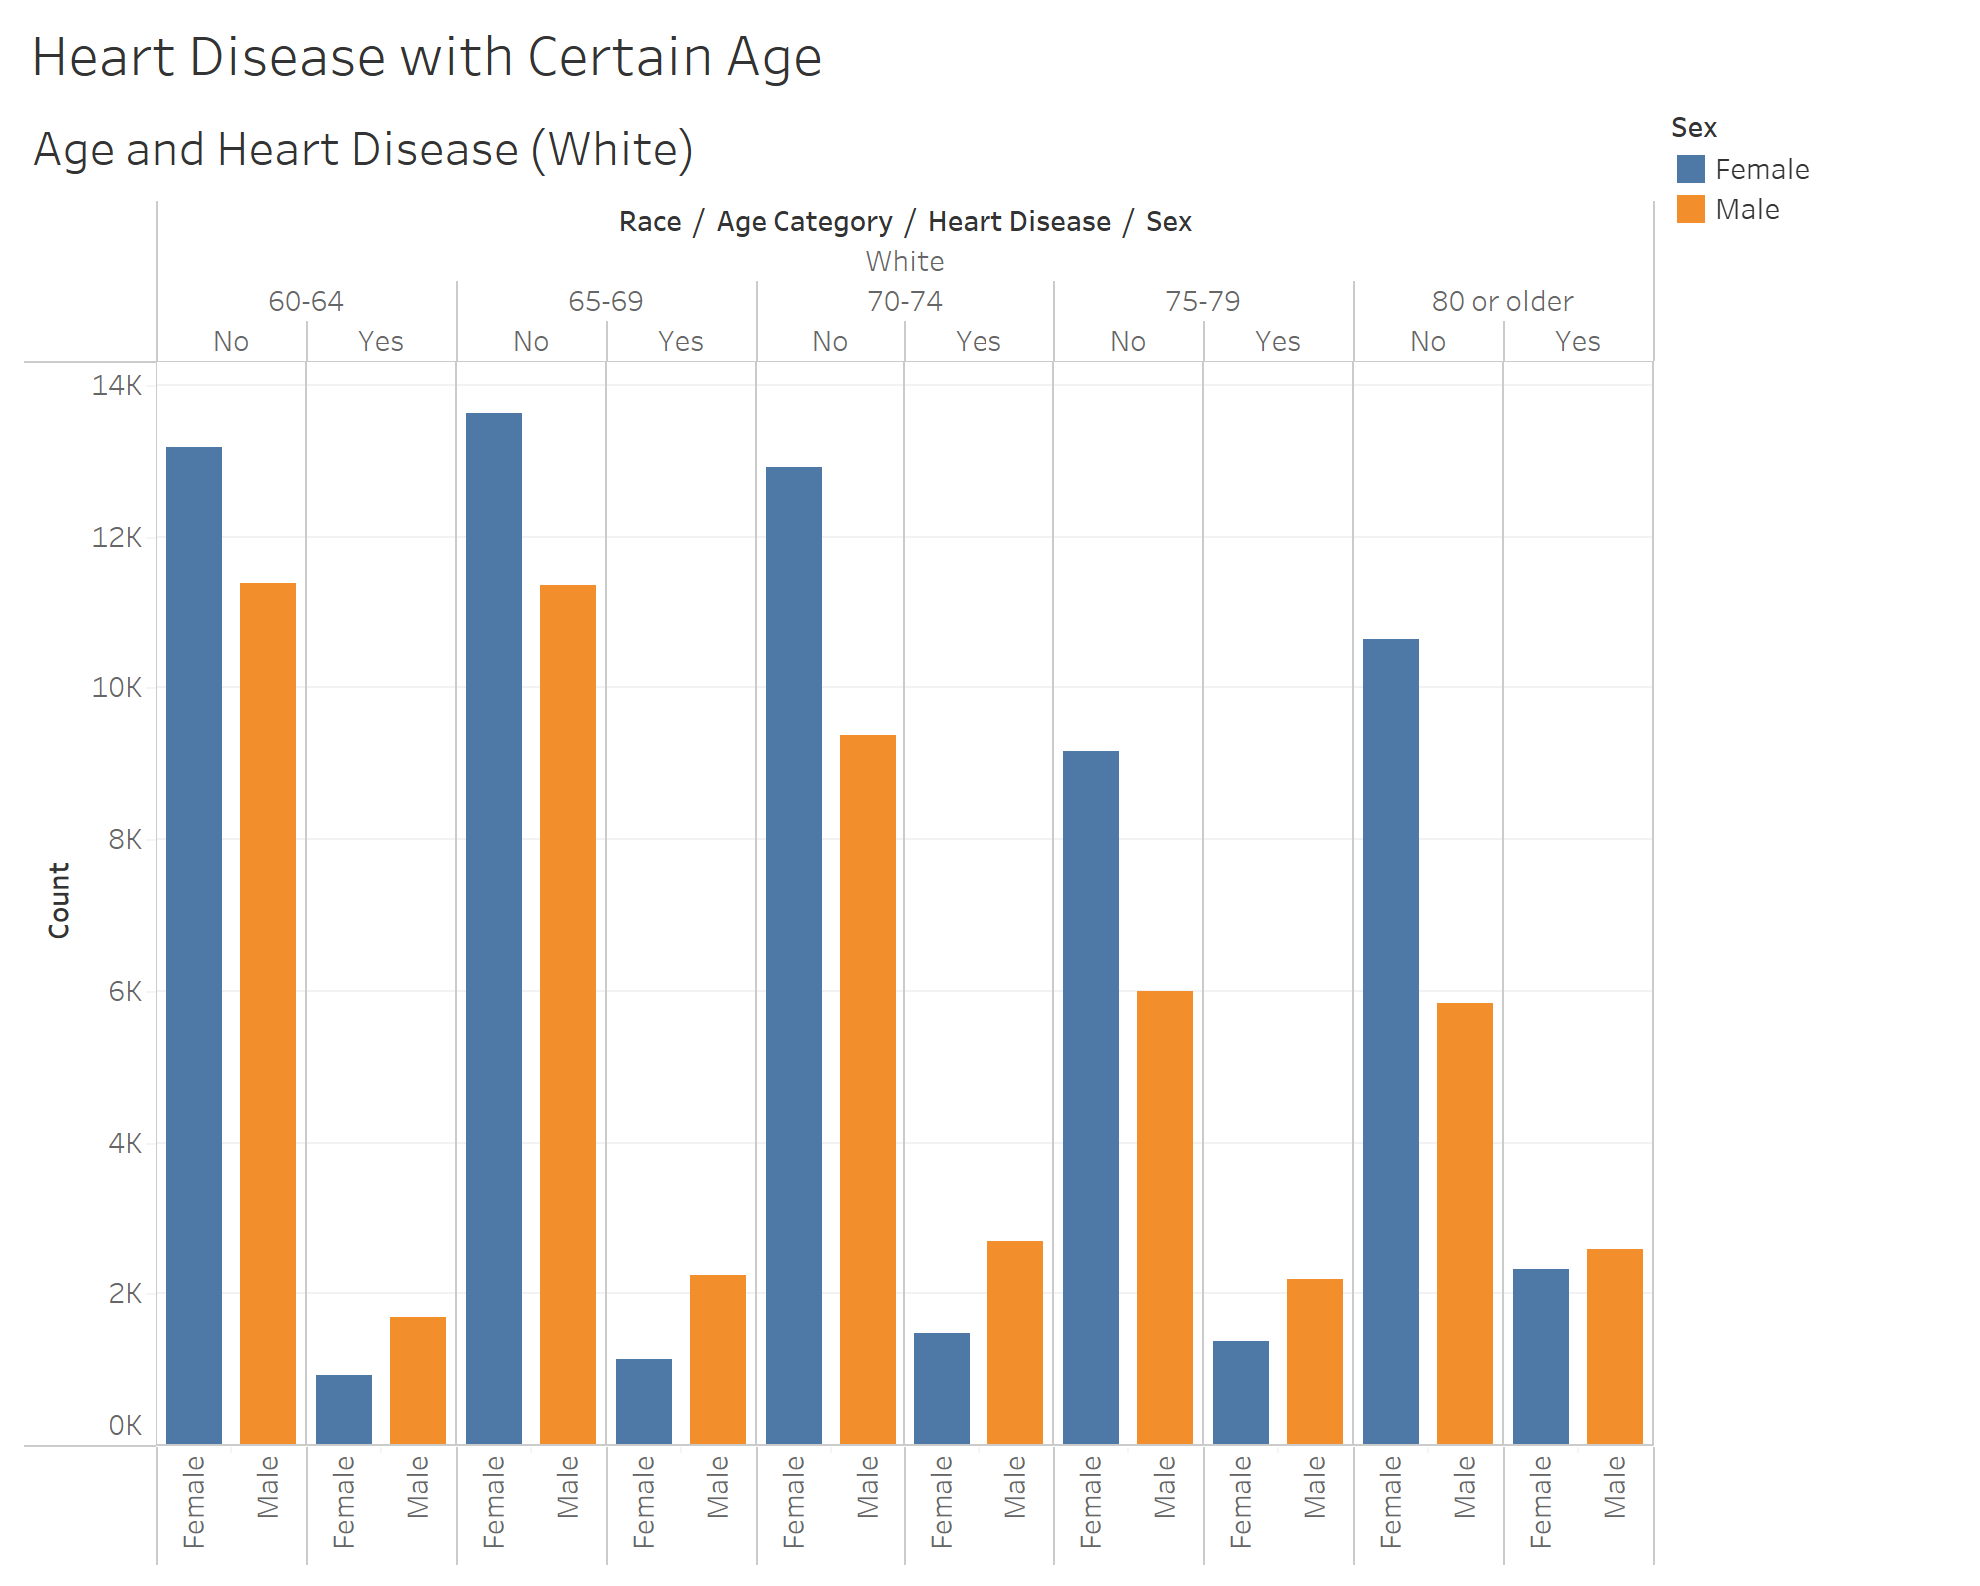 Heart Disease with Certain Age
Age and Heart Disease (White)
Sex
Female
Male
Race / Age Category / Heart Disease / Sex
White
60-64 65-69 70-74 75-79 80 or older
No Yes No Yes No Yes No Yes No Yes
14K
12K
10K
8K
6K
4K
2K
0K
Count
Female Male Female Male Female Male Female Male Female Male Female Male Female Male Female Male Female Male Female Male